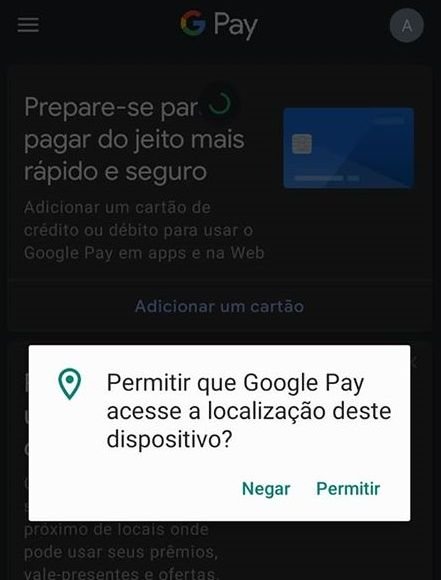 G Pay
A
Prepare-se par
pagar do jeito mais
rápido e seguro
Adicionar um cartão de
crédito ou débito para usar o
Google Pay em apps e na Web
Adicionar um cartão
Permitir que Google Pay
acesse a localização deste
dispositivo?
Negar Permitir
próximo de locais onde
pode usar seus prêmios,
vale-presentes e ofertas.